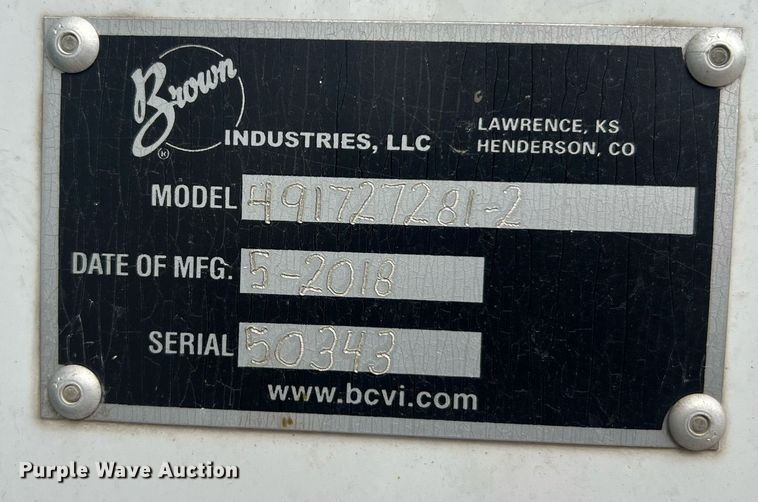 Brown
®
INDUSTRIES, LLC
LAWRENCE, KS
HENDERSON, CO
MODEL 491727281-2
DATE OF MFG. 5-2018
SERIAL 50343
www.bcvi.com
Purple Wave Auction